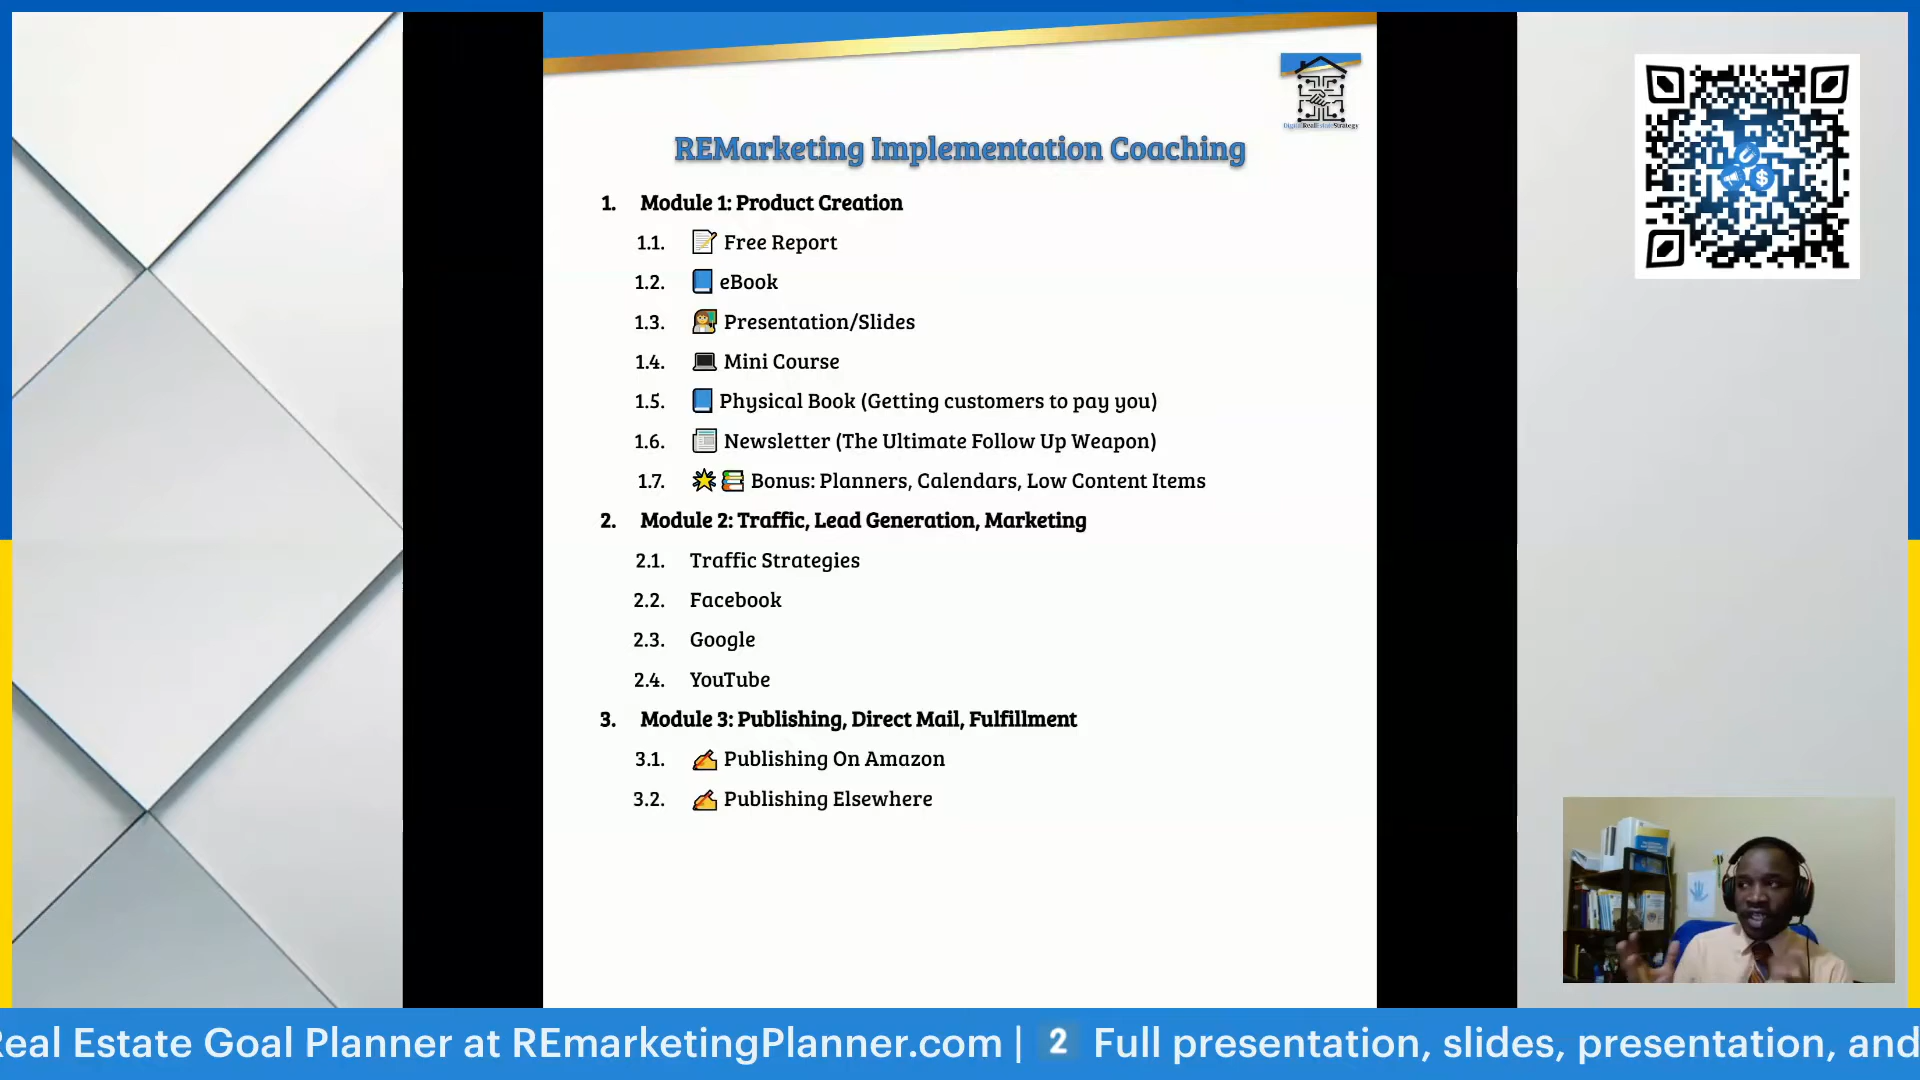 DigitalRealEstateStrategy
REMarketing Implementation Coaching
1. Module 1: Product Creation
1.1. 📝 Free Report
1.2. 📘 eBook
1.3. 👩‍🏫 Presentation/Slides
1.4. 💻 Mini Course
1.5. 📘 Physical Book (Getting customers to pay you)
1.6. 📰 Newsletter (The Ultimate Follow Up Weapon)
1.7. 🌟📚 Bonus: Planners, Calendars, Low Content Items
2. Module 2: Traffic, Lead Generation, Marketing
2.1. Traffic Strategies
2.2. Facebook
2.3. Google
2.4. YouTube
3. Module 3: Publishing, Direct Mail, Fulfillment
3.1. ✍ Publishing On Amazon
3.2. ✍ Publishing Elsewhere
Real Estate Goal Planner at REmarketingPlanner.com | 2 Full presentation, slides, presentation, and